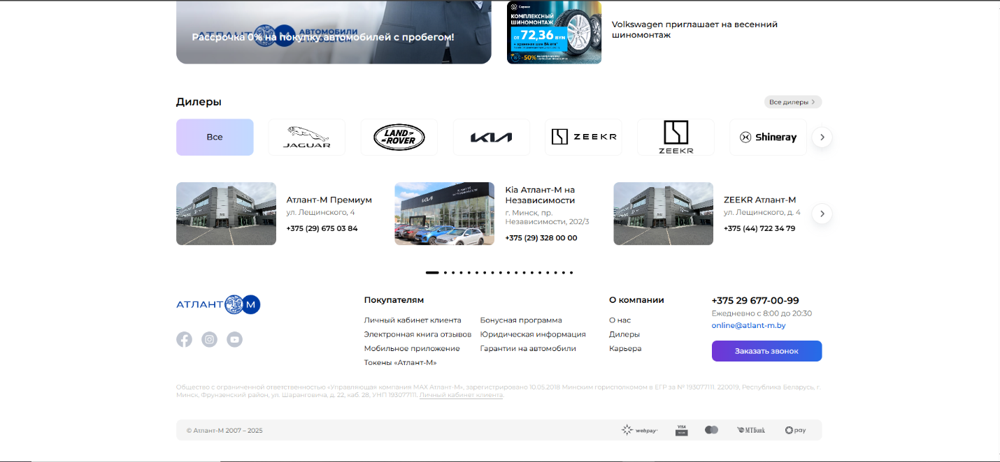 АТЛАНТ М АВТОМОБИЛИ
С ПРОБЕГОМ
Рассрочка 0% на покупку автомобилей с пробегом!
Сервис
КОМПЛЕКСНЫЙ
ШИНОМОНТАЖ
ОТ 72,36 BYN
-50%
Volkswagen приглашает на весенний
шиномонтаж
Дилеры
Все дилеры
Все
JAGUAR
LAND-
-ROVER
KIA
ZEEKR
ZEEKR
Shineray
Атлант-М Премиум
ул. Лещинского, 4
+375 (29) 675 03 84
Kia Атлант-М на
Независимости
г. Минск, пр.
Независимости, 202/3
+375 (29) 328 00 00
ZEEKR Атлант-М
ул. Лещинского, д. 4
+375 (44) 722 34 79
АТЛАНТ М
Покупателям
Личный кабинет клиента
Электронная книга отзывов
Мобильное приложение
Токены «Атлант-М»
Бонусная программа
Юридическая информация
Гарантии на автомобили
О компании
О нас
Дилеры
Карьера
+375 29 677-00-99
Ежедневно с 8:00 до 20:30
online@atlant-m.by
Заказать звонок
Общество с ограниченной ответственностью «Управляющая компания МАХ Атлант-М», зарегистрировано 10.05.2018 Минским горисполкомом в ЕГР за № 193077111. 220019, Республика Беларусь, г.
Минск, Фрунзенский район, ул. Шаранговича, д. 22, каб. 28, УНП 193077111. Личный кабинет клиента.
© Атлант-М 2007 – 2025
webpay
VISA
MTBank
pay